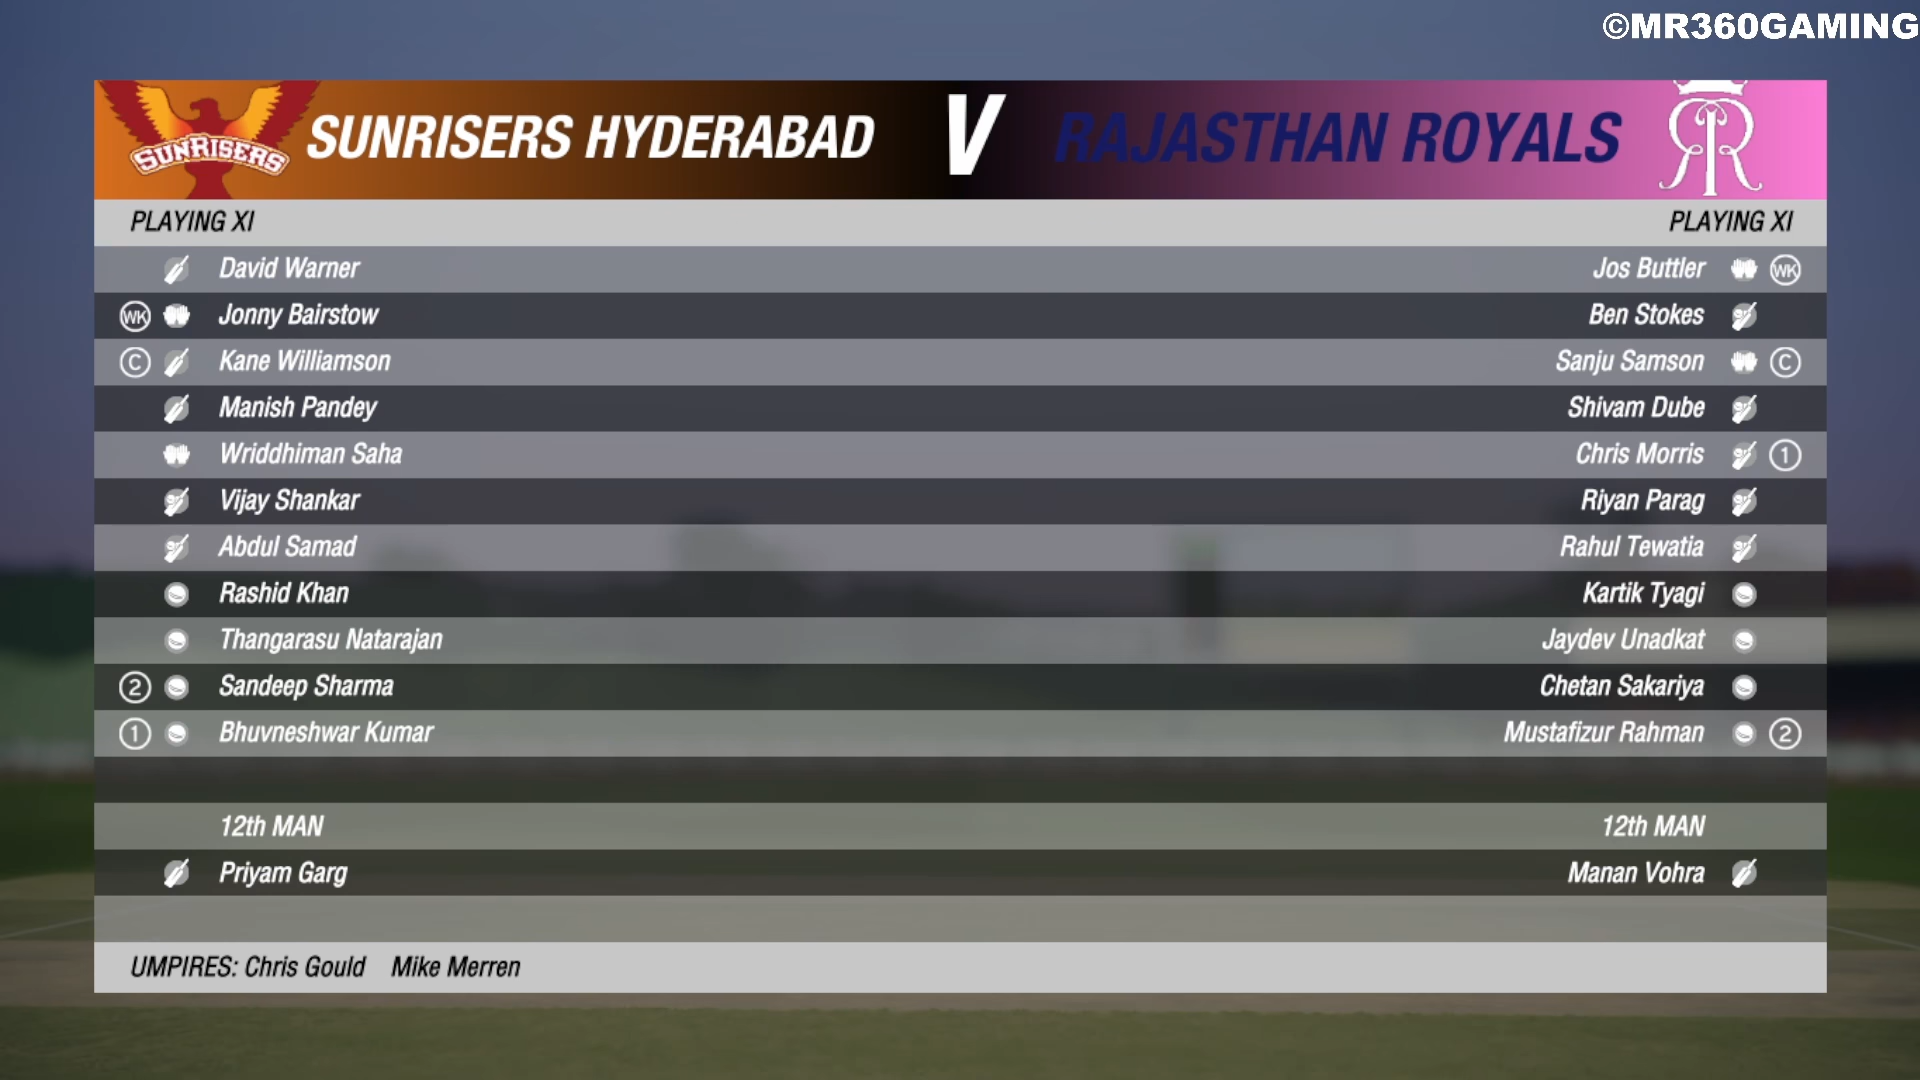 ©MR360GAMING
SUNRISERS SUNRISERS HYDERABAD V RAJASTHAN ROYALS RR
PLAYING XI PLAYING XI
David Warner Jos Buttler WK
WK Jonny Bairstow Ben Stokes
C Kane Williamson Sanju Samson C
Manish Pandey Shivam Dube
Wriddhiman Saha Chris Morris 1
Vijay Shankar Riyan Parag
Abdul Samad Rahul Tewatia
Rashid Khan Kartik Tyagi
Thangarasu Natarajan Jaydev Unadkat
2 Sandeep Sharma Chetan Sakariya
1 Bhuvneshwar Kumar Mustafizur Rahman 2
12th MAN 12th MAN
Priyam Garg Manan Vohra
UMPIRES: Chris Gould Mike Merren